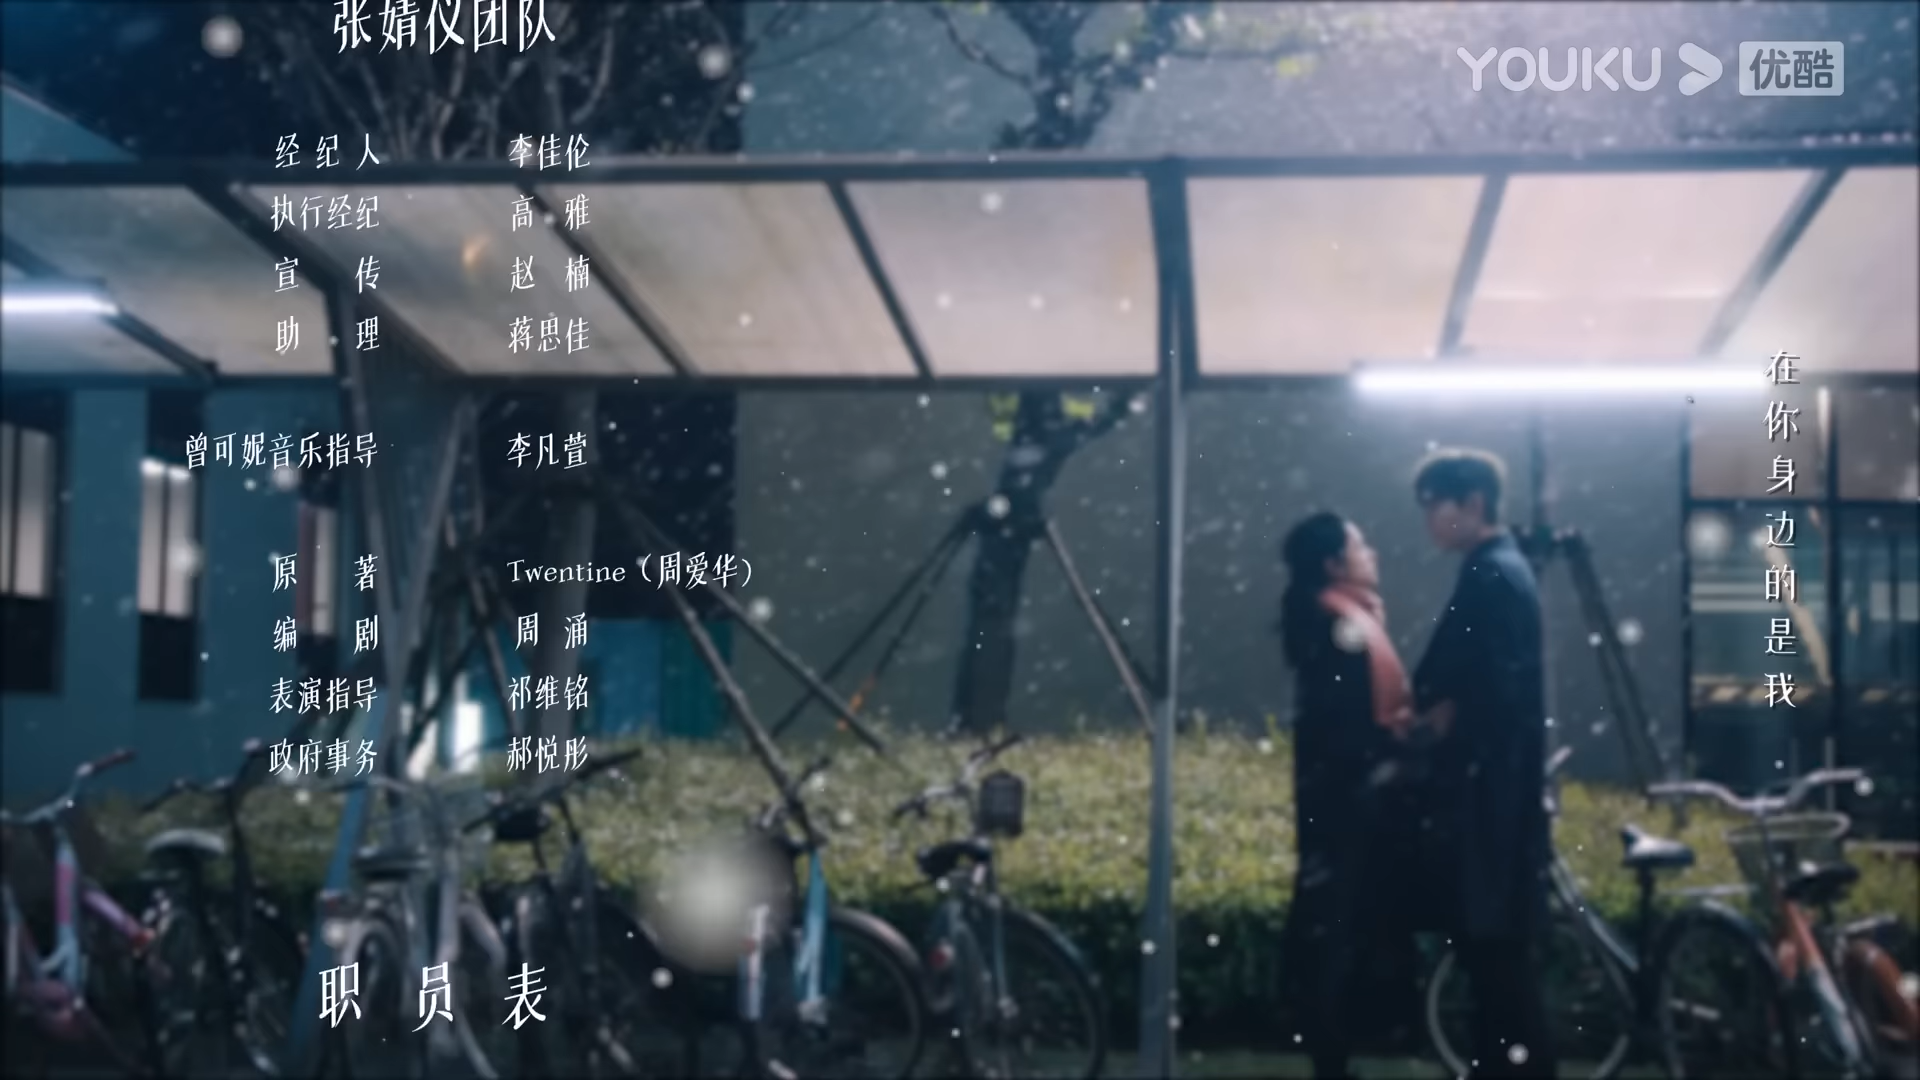 张婧仪团队
YOUKU 优酷
经纪人 李佳伦
执行经纪 高雅
宣传 赵楠
助理 蒋思佳
曾可妮音乐指导 李凡萱
原著 Twentine（周爱华）
编剧 周涌
表演指导 祁维铭
政府事务 郝悦彤
职员表
在你身边的是我